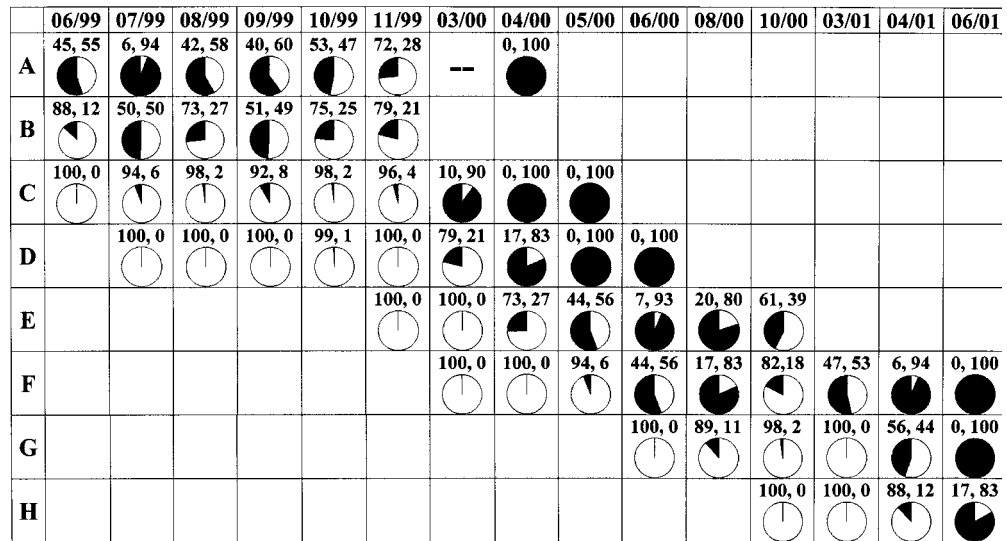 06/99 07/99 08/99 09/99 10/99 11/99 03/00 04/00 05/00 06/00 08/00 10/00 03/01 04/01 06/01
A 45, 55 6, 94 42, 58 40, 60 53, 47 72, 28 -- 0, 100
B 88, 12 50, 50 73, 27 51, 49 75, 25 79, 21
C 100, 0 94, 6 98, 2 92, 8 98, 2 96, 4 10, 90 0, 100 0, 100
D 100, 0 100, 0 100, 0 99, 1 100, 0 79, 21 17, 83 0, 100 0, 100
E 100, 0 100, 0 73, 27 44, 56 7, 93 20, 80 61, 39
F 100, 0 100, 0 94, 6 44, 56 17, 83 82,18 47, 53 6, 94 0, 100
G 100, 0 89, 11 98, 2 100, 0 56, 44 0, 100
H 100, 0 100, 0 88, 12 17, 83